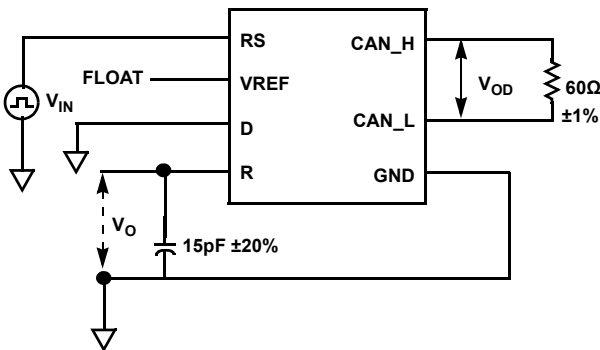 RS
CAN_H
FLOAT
VREF
V_IN
V_OD
60Ω
±1%
D
CAN_L
R
GND
V_O
15pF ±20%